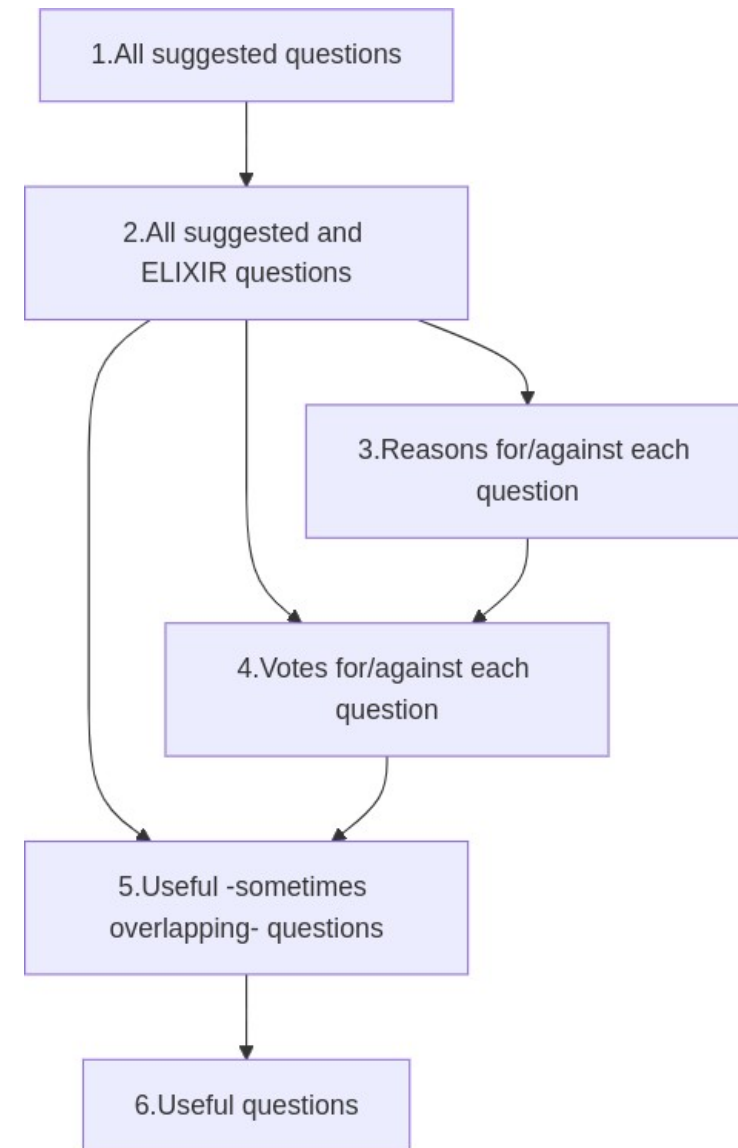 1.All suggested questions
2.All suggested and
ELIXIR questions
3.Reasons for/against each
question
4.Votes for/against each
question
5.Useful -sometimes
overlapping- questions
6.Useful questions